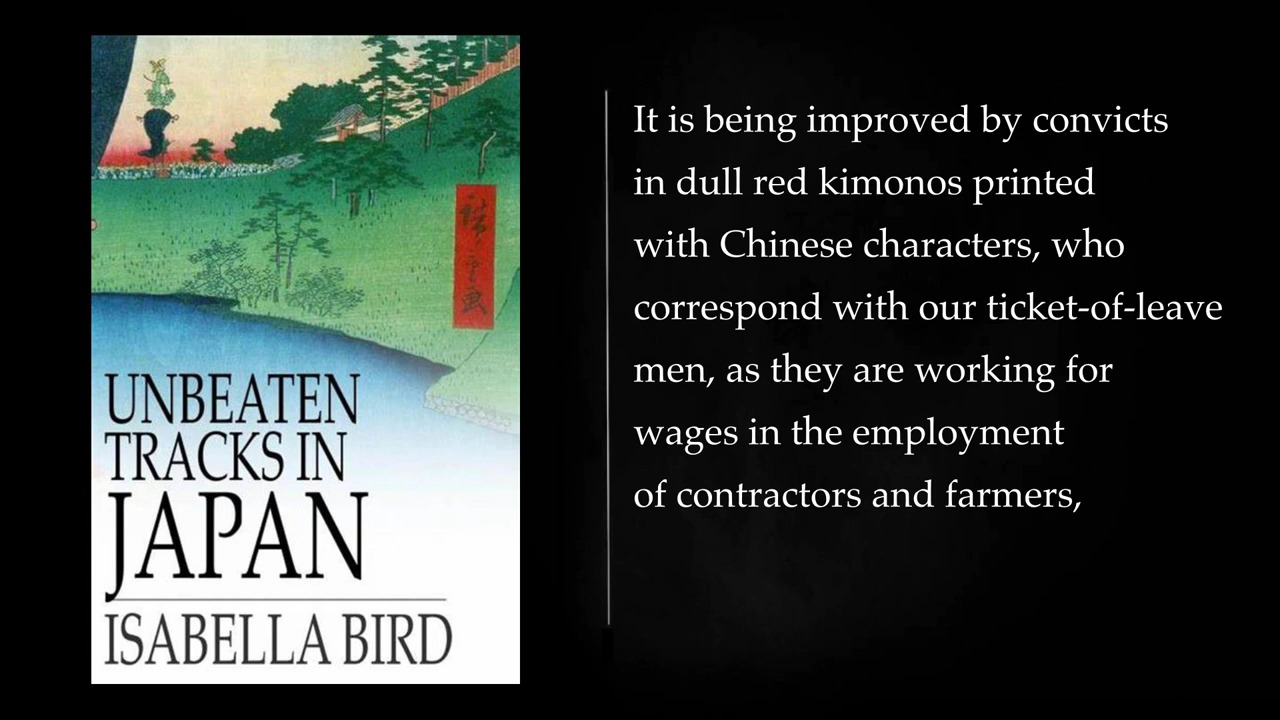 UNBEATEN
TRACKS IN
JAPAN
ISABELLA BIRD
It is being improved by convicts
in dull red kimonos printed
with Chinese characters, who
correspond with our ticket-of-leave
men, as they are working for
wages in the employment
of contractors and farmers,